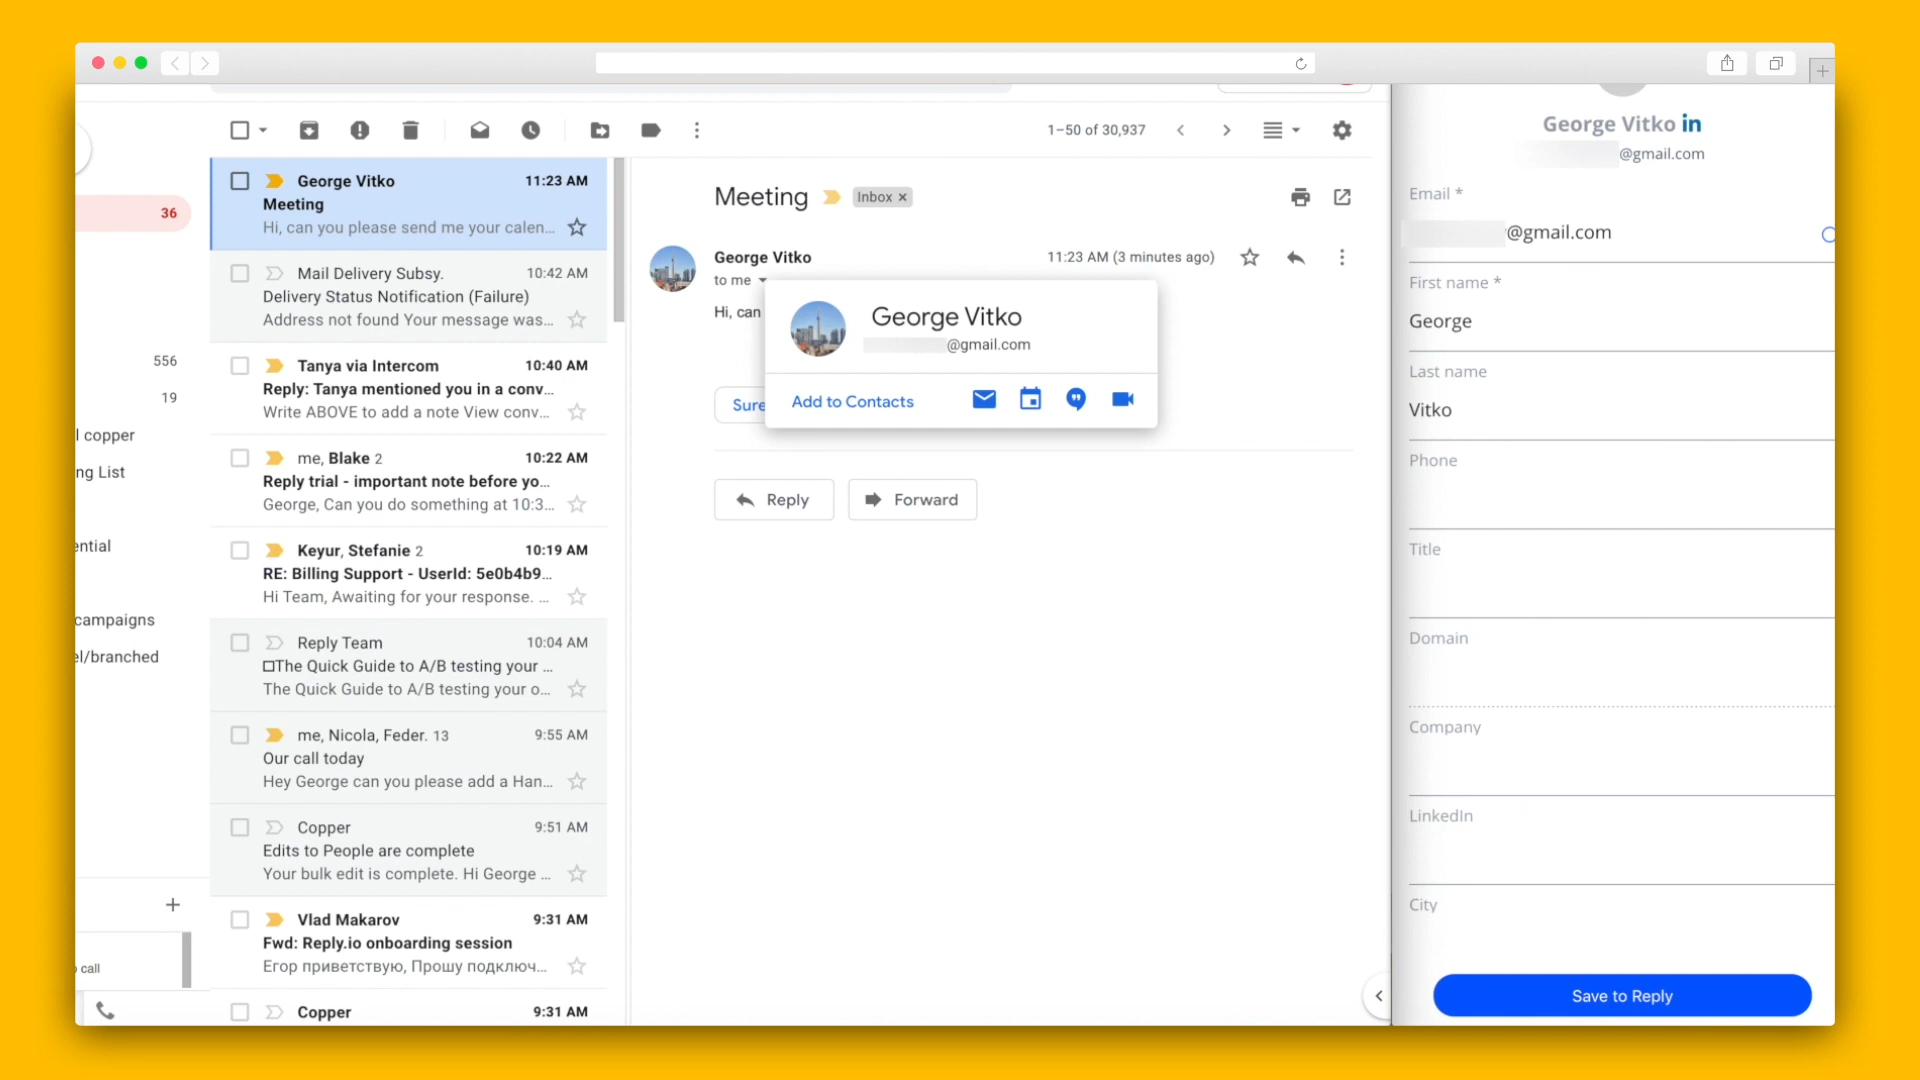 1–50 of 30,937
36
556
19
l copper
ng List
ential
campaigns
el/branched
call
George Vitko
11:23 AM
Meeting
Hi, can you please send me your calen...
Mail Delivery Subsy.
10:42 AM
Delivery Status Notification (Failure)
Address not found Your message was...
Tanya via Intercom
10:40 AM
Reply: Tanya mentioned you in a conv...
Write ABOVE to add a note View conv...
me, Blake 2
10:22 AM
Reply trial - important note before yo...
George, Can you do something at 10:3...
Keyur, Stefanie 2
10:19 AM
RE: Billing Support - UserId: 5e0b4b9...
Hi Team, Awaiting for your response. ...
Reply Team
10:04 AM
The Quick Guide to A/B testing your ...
The Quick Guide to A/B testing your o...
me, Nicola, Feder. 13
9:55 AM
Our call today
Hey George can you please add a Han...
Copper
9:51 AM
Edits to People are complete
Your bulk edit is complete. Hi George ...
Vlad Makarov
9:31 AM
Fwd: Reply.io onboarding session
Егор приветствую, Прошу подключ...
Copper
9:31 AM
Meeting
Inbox ×
George Vitko
11:23 AM (3 minutes ago)
to me
Hi, can
Sure
George Vitko
@gmail.com
Add to Contacts
Reply
Forward
George Vitko in
@gmail.com
Email *
@gmail.com
First name *
George
Last name
Vitko
Phone
Title
Domain
Company
LinkedIn
City
Save to Reply